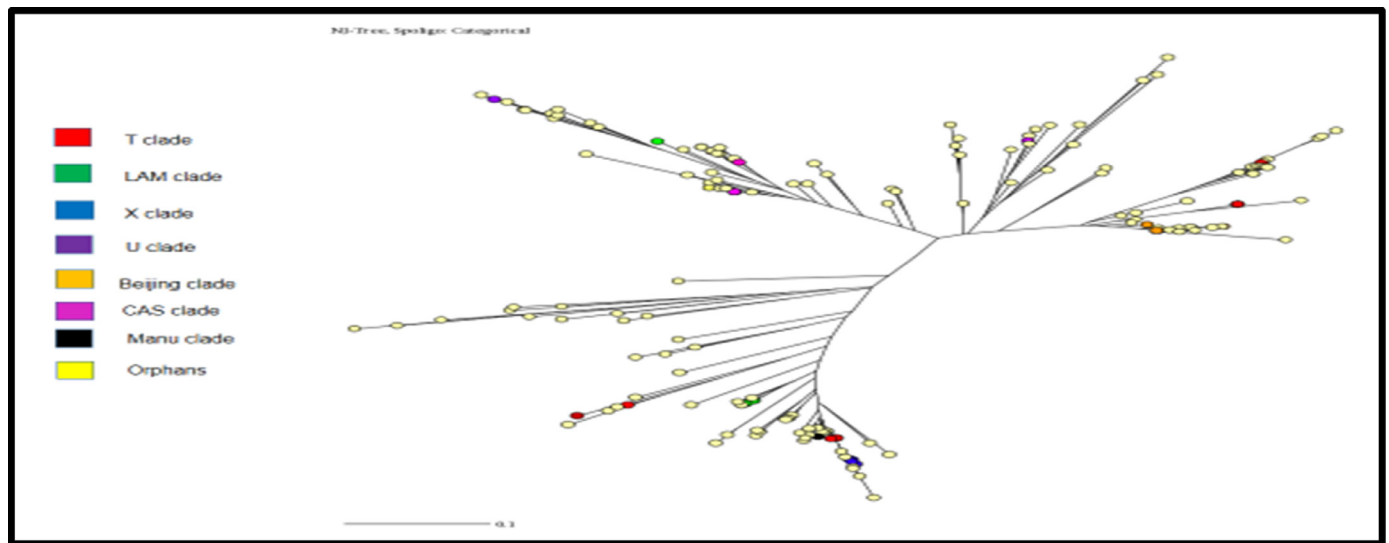 NJ-Tree, Spoligo: Categorical
T clade
LAM clade
X clade
U clade
Beijing clade
CAS clade
Manu clade
Orphans
0.1